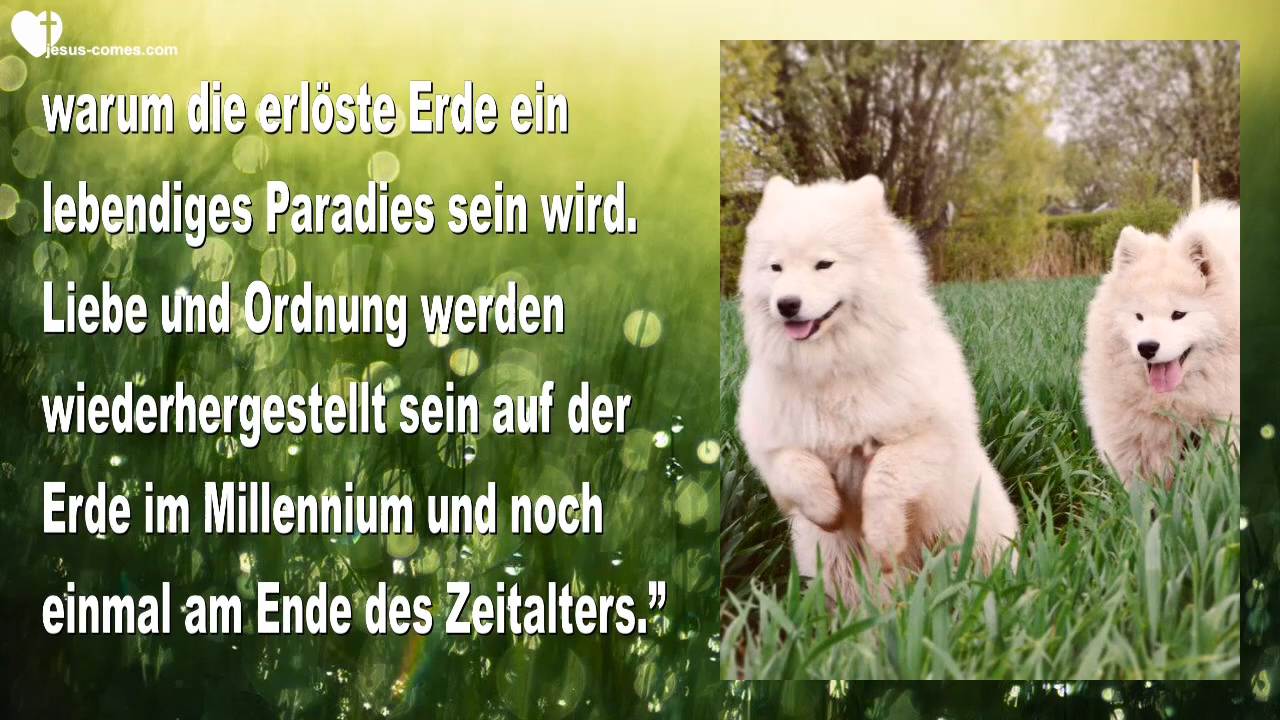 jesus-comes.com
warum die erlöste Erde ein
lebendiges Paradies sein wird.
Liebe und Ordnung werden
wiederhergestellt sein auf der
Erde im Millennium und noch
einmal am Ende des Zeitalters.”